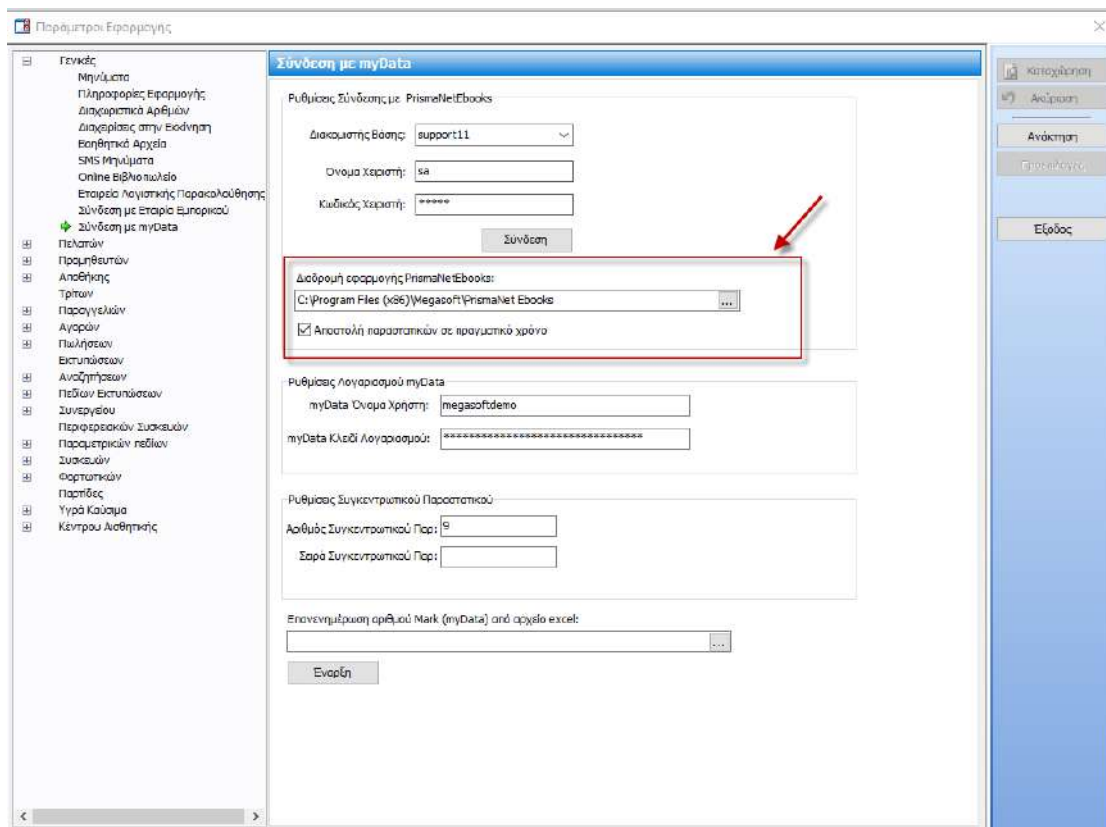 Παράμετροι Εφαρμογής
Γενικές
Μηνύματα
Πληροφορίες Εφαρμογής
Διαχωριστικά Αριθμών
Διαχειρίσεις στην Εκκίνηση
Βοηθητικά Αρχεία
SMS Μηνύματα
Online Βιβλιοπωλείο
Εταιρεία Λογιστικής Παρακολούθησης
Σύνδεση με Εταιρία Εμπορικού
Σύνδεση με myData
Πελατών
Προμηθευτών
Αποθήκης
Τρίτων
Παραγγελιών
Αγορών
Πωλήσεων
Εκτυπώσεων
Αναζητήσεων
Πεδίων Εκτυπώσεων
Συνεργείου
Περιφερειακών Συσκευών
Παραμετρικών πεδίων
Συσκευών
Φορτωτικών
Παρτίδες
Υγρά Καύσιμα
Κέντρου Αισθητικής
Σύνδεση με myData
Ρυθμίσεις Σύνδεσης με PrismaNetEbooks
Διακομιστής Βάσης: support11
Όνομα Χειριστή: sa
Κωδικός Χειριστή: *****
Σύνδεση
Διαδρομή εφαρμογής PrismaNetEbooks:
C:\Program Files (x86)\Megasoft\PrismaNet Ebooks ...
Αποστολή παραστατικών σε πραγματικό χρόνο
Ρυθμίσεις Λογαριασμού myData
myData Όνομα Χρήστη: megasoftdemo
myData Κλειδί Λογαριασμού: ********************************
Ρυθμίσεις Συγκεντρωτικού Παραστατικού
Αριθμός Συγκεντρωτικού Παρ: 9
Σειρά Συγκεντρωτικού Παρ:
Επανενημέρωση αριθμού Mark (myData) από αρχείο excel:
...
Έναρξη
Καταχώρηση
Αναίρεση
Ανάκτηση
Προεπιλογές
Έξοδος